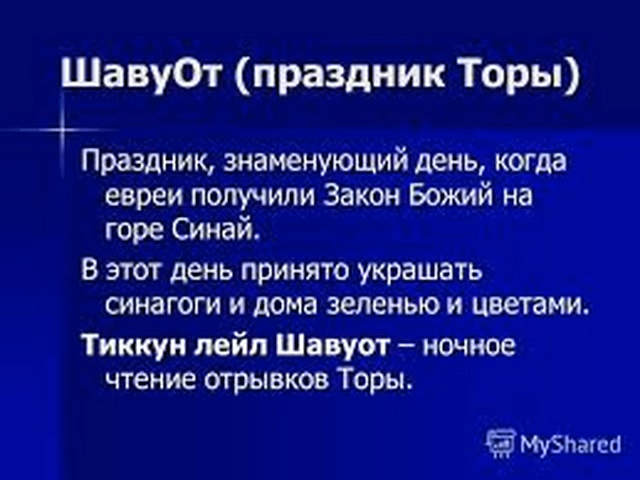 ШавуОт (праздник Торы)
Праздник, знаменующий день, когда
евреи получили Закон Божий на
горе Синай.
В этот день принято украшать
синагоги и дома зеленью и цветами.
Тиккун лейл Шавуот – ночное
чтение отрывков Торы.
MyShared